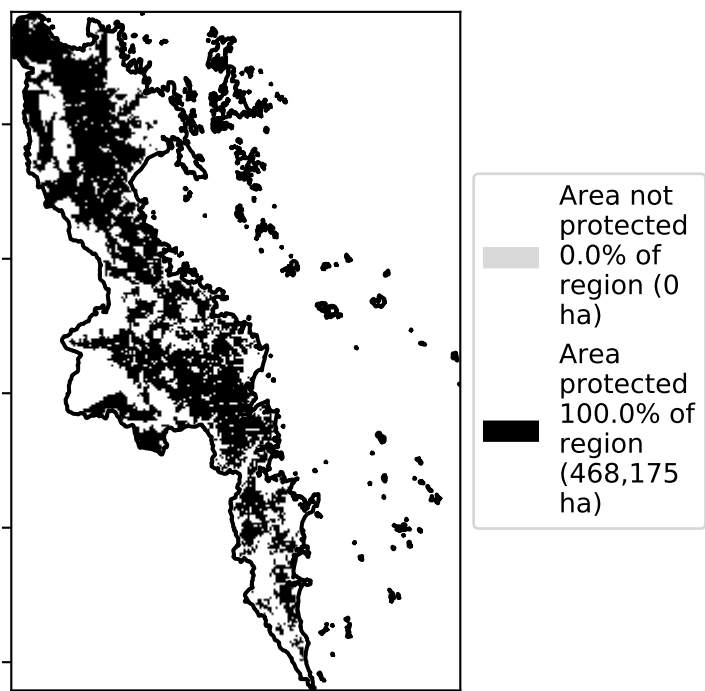 Area not
protected
0.0% of
region (0
ha)
Area
protected
100.0% of
region
(468,175
ha)